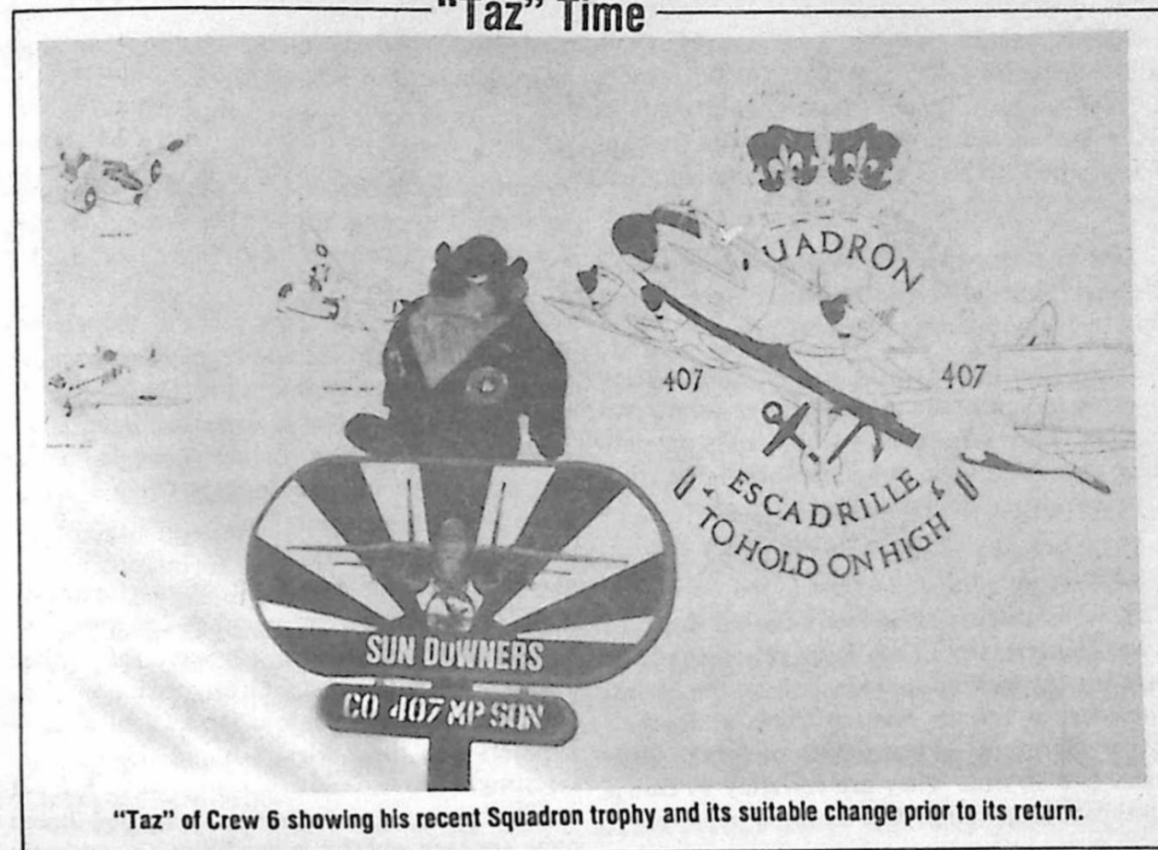 "Taz" Time
UADRON
407
407
ESCADRILLE
TO HOLD ON HIGH
SUN DOWNERS
CO 407 MP SQN
"Taz" of Crew 6 showing his recent Squadron trophy and its suitable change prior to its return.